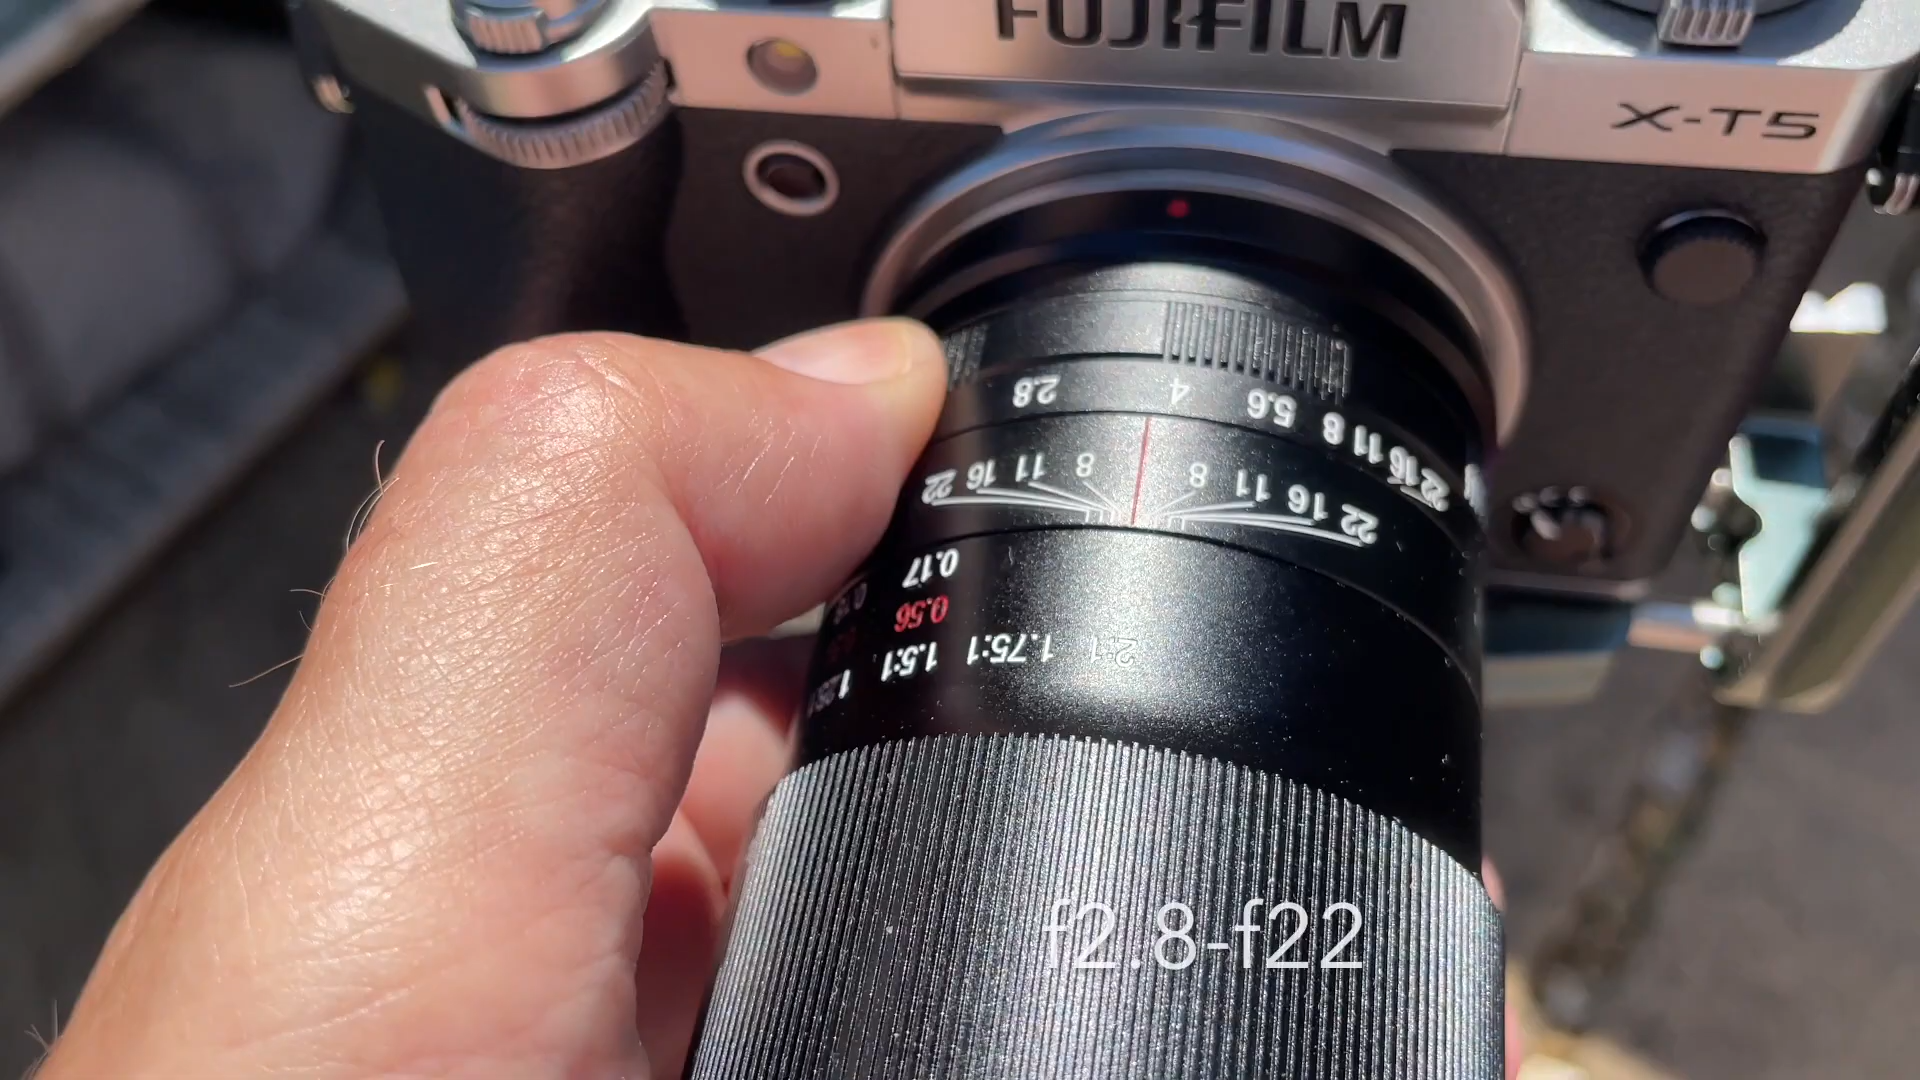 FUJIFILM
X-T5
2.8 4 5.6 8 11 16 22
22 16 11 8 8 11 16 22
0.17
0.56
1.5:1 1.75:1 2:1
f2.8-f22